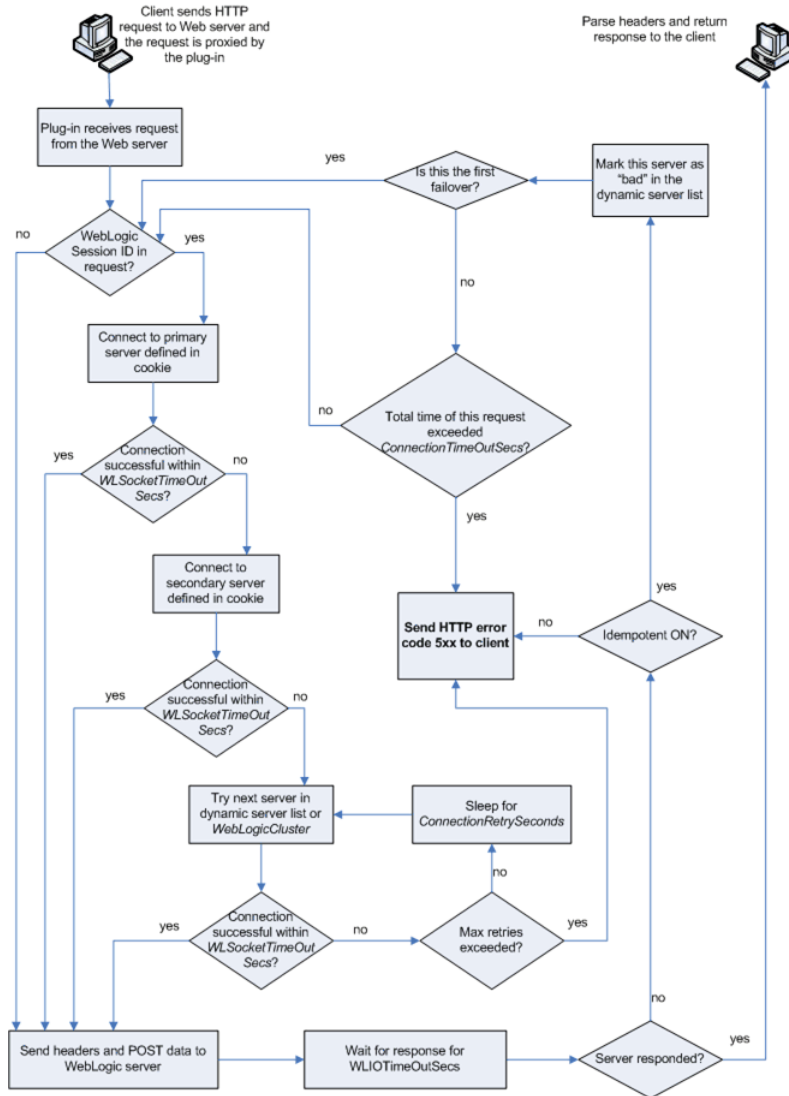 Client sends HTTP
request to Web server and
the request is proxied by
the plug-in
Parse headers and return
response to the client
Plug-in receives request
from the Web server
yes
Is this the first
failover?
Mark this server as
"bad" in the
dynamic server list
no
WebLogic
Session ID in
request?
yes
no
Connect to primary
server defined in
cookie
no
Total time of this request
exceeded
ConnectionTimeOutSecs?
yes
Connection
successful within
WLSocketTimeOut
Secs?
no
yes
Connect to
secondary server
defined in cookie
yes
Send HTTP error
code 5xx to client
no
Idempotent ON?
yes
Connection
successful within
WLSocketTimeOut
Secs?
no
Try next server in
dynamic server list or
WebLogicCluster
Sleep for
ConnectionRetrySeconds
no
yes
Connection
successful within
WLSocketTimeOut
Secs?
no
Max retries
exceeded?
yes
no
Send headers and POST data to
WebLogic server
Wait for response for
WLIOTimeOutSecs
Server responded?
yes